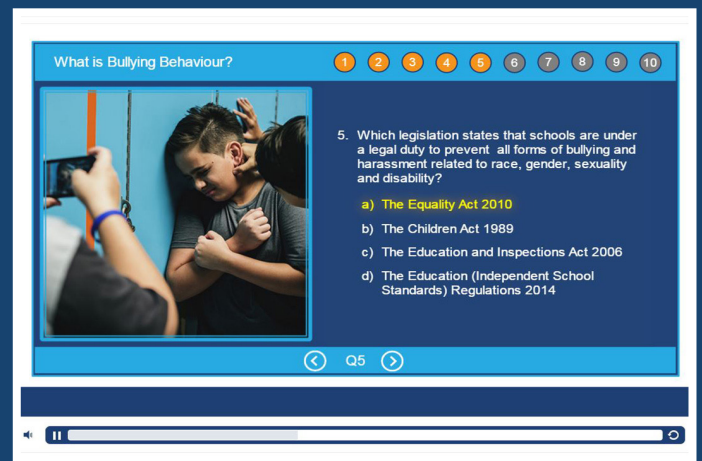 What is Bullying Behaviour?
1 2 3 4 5 6 7 8 9 10
5. Which legislation states that schools are under
a legal duty to prevent all forms of bullying and
harassment related to race, gender, sexuality
and disability?
a) The Equality Act 2010
b) The Children Act 1989
c) The Education and Inspections Act 2006
d) The Education (Independent School
Standards) Regulations 2014
Q5